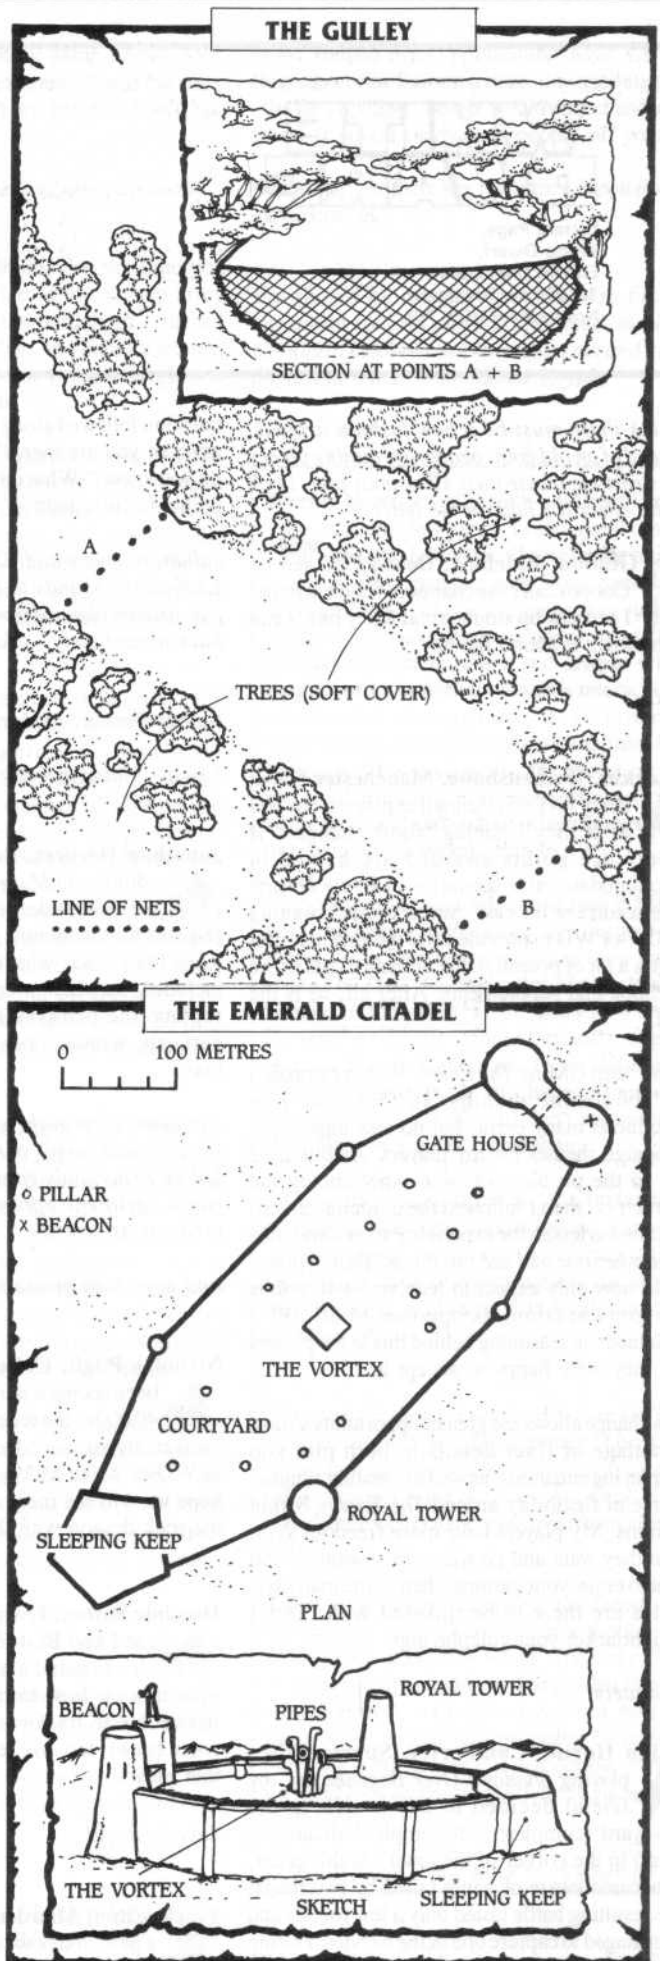 THE GULLEY
SECTION AT POINTS A + B
A
TREES (SOFT COVER)
LINE OF NETS
B
THE EMERALD CITADEL
0 100 METRES
GATE HOUSE
PILLAR
x BEACON
THE VORTEX
COURTYARD
ROYAL TOWER
SLEEPING KEEP
PLAN
BEACON
PIPES
ROYAL TOWER
THE VORTEX
SKETCH
SLEEPING KEEP